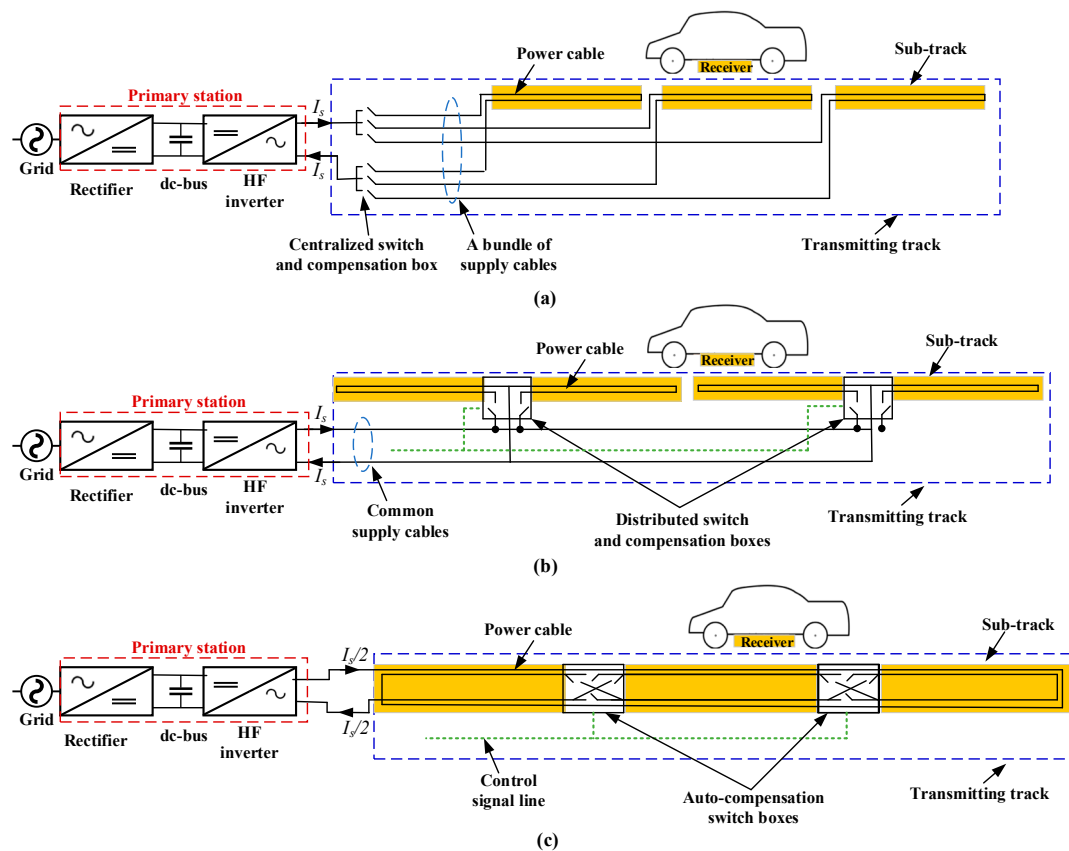 Power cable
Sub-track
Receiver
Primary station
I_s
I_s
Grid
Rectifier
dc-bus
HF
inverter
Centralized switch
and compensation box
A bundle of
supply cables
Transmitting track
(a)
Power cable
Sub-track
Receiver
Primary station
I_s
I_s
Grid
Rectifier
dc-bus
HF
inverter
Common
supply cables
Distributed switch
and compensation boxes
Transmitting track
(b)
Power cable
Sub-track
Receiver
Primary station
I_s/2
I_s/2
Grid
Rectifier
dc-bus
HF
inverter
Control
signal line
Auto-compensation
switch boxes
Transmitting track
(c)